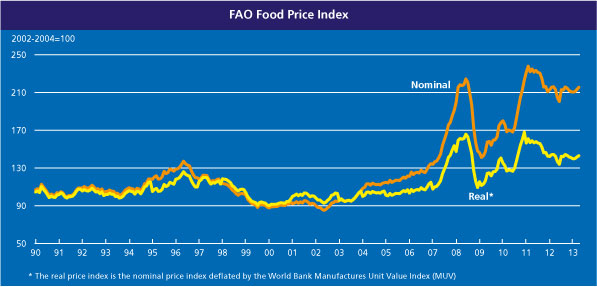 FAO Food Price Index
2002-2004=100
250
210
170
130
90
50
Nominal
Real*
90 91 92 93 94 95 96 97 98 99 00 01 02 03 04 05 06 07 08 09 10 11 12 13
* The real price index is the nominal price index deflated by the World Bank Manufactures Unit Value Index (MUV)